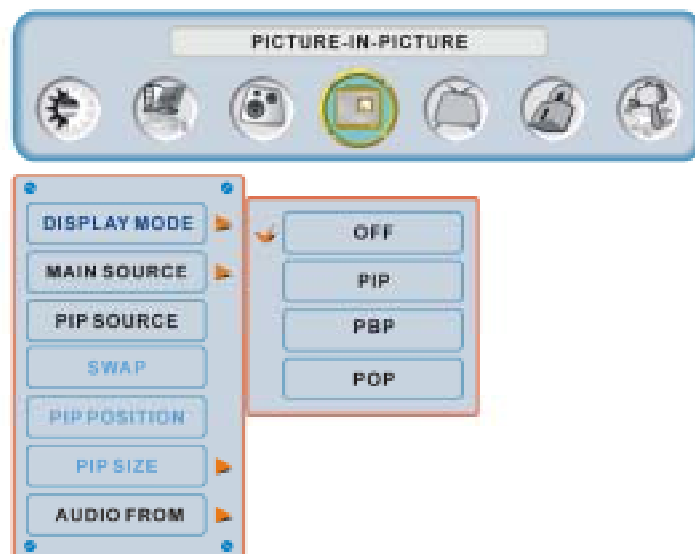 PICTURE-IN-PICTURE
DISPLAY MODE
MAIN SOURCE
PIP SOURCE
SWAP
PIP POSITION
PIP SIZE
AUDIO FROM
OFF
PIP
PBP
POP